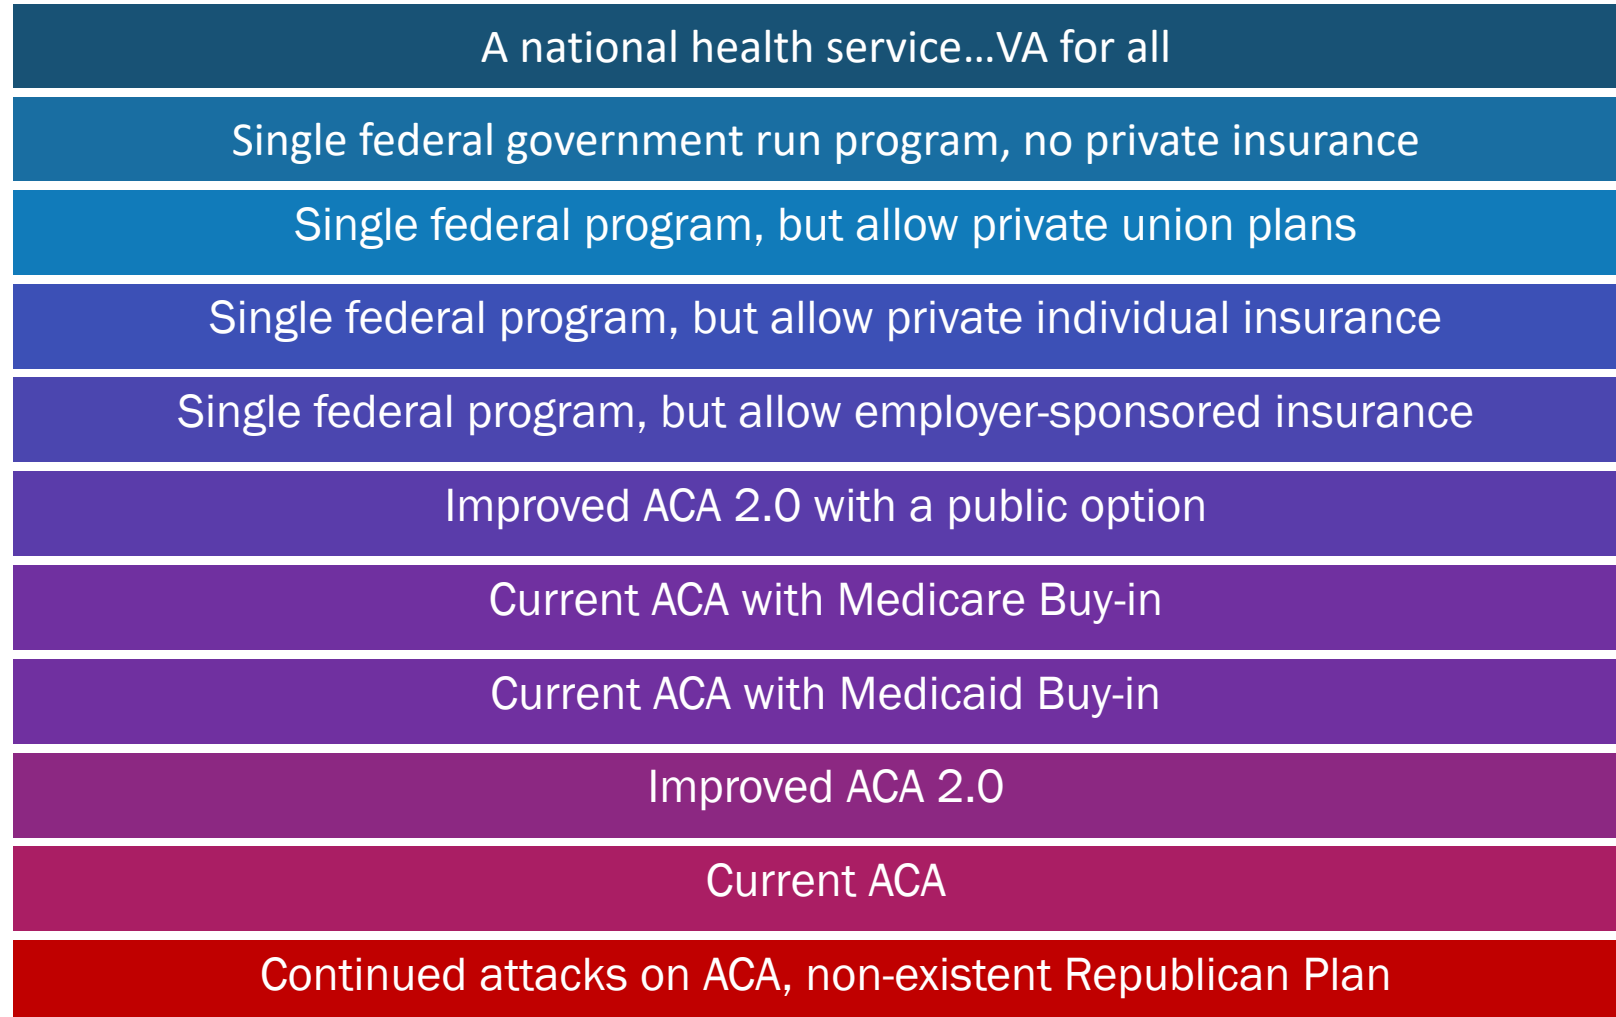 A national health service…VA for all
Single federal government run program, no private insurance
Single federal program, but allow private union plans
Single federal program, but allow private individual insurance
Single federal program, but allow employer-sponsored insurance
Improved ACA 2.0 with a public option
Current ACA with Medicare Buy-in
Current ACA with Medicaid Buy-in
Improved ACA 2.0
Current ACA
Continued attacks on ACA, non-existent Republican Plan